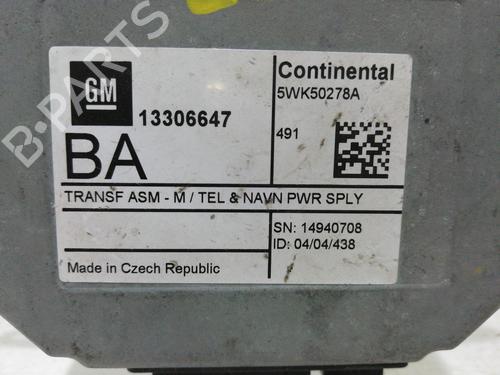 GM
13306647
BA
Continental
5WK50278A
491
TRANSF ASM - M / TEL & NAVN PWR SPLY
SN: 14940708
ID: 04/04/438
Made in Czech Republic
B-PARTS